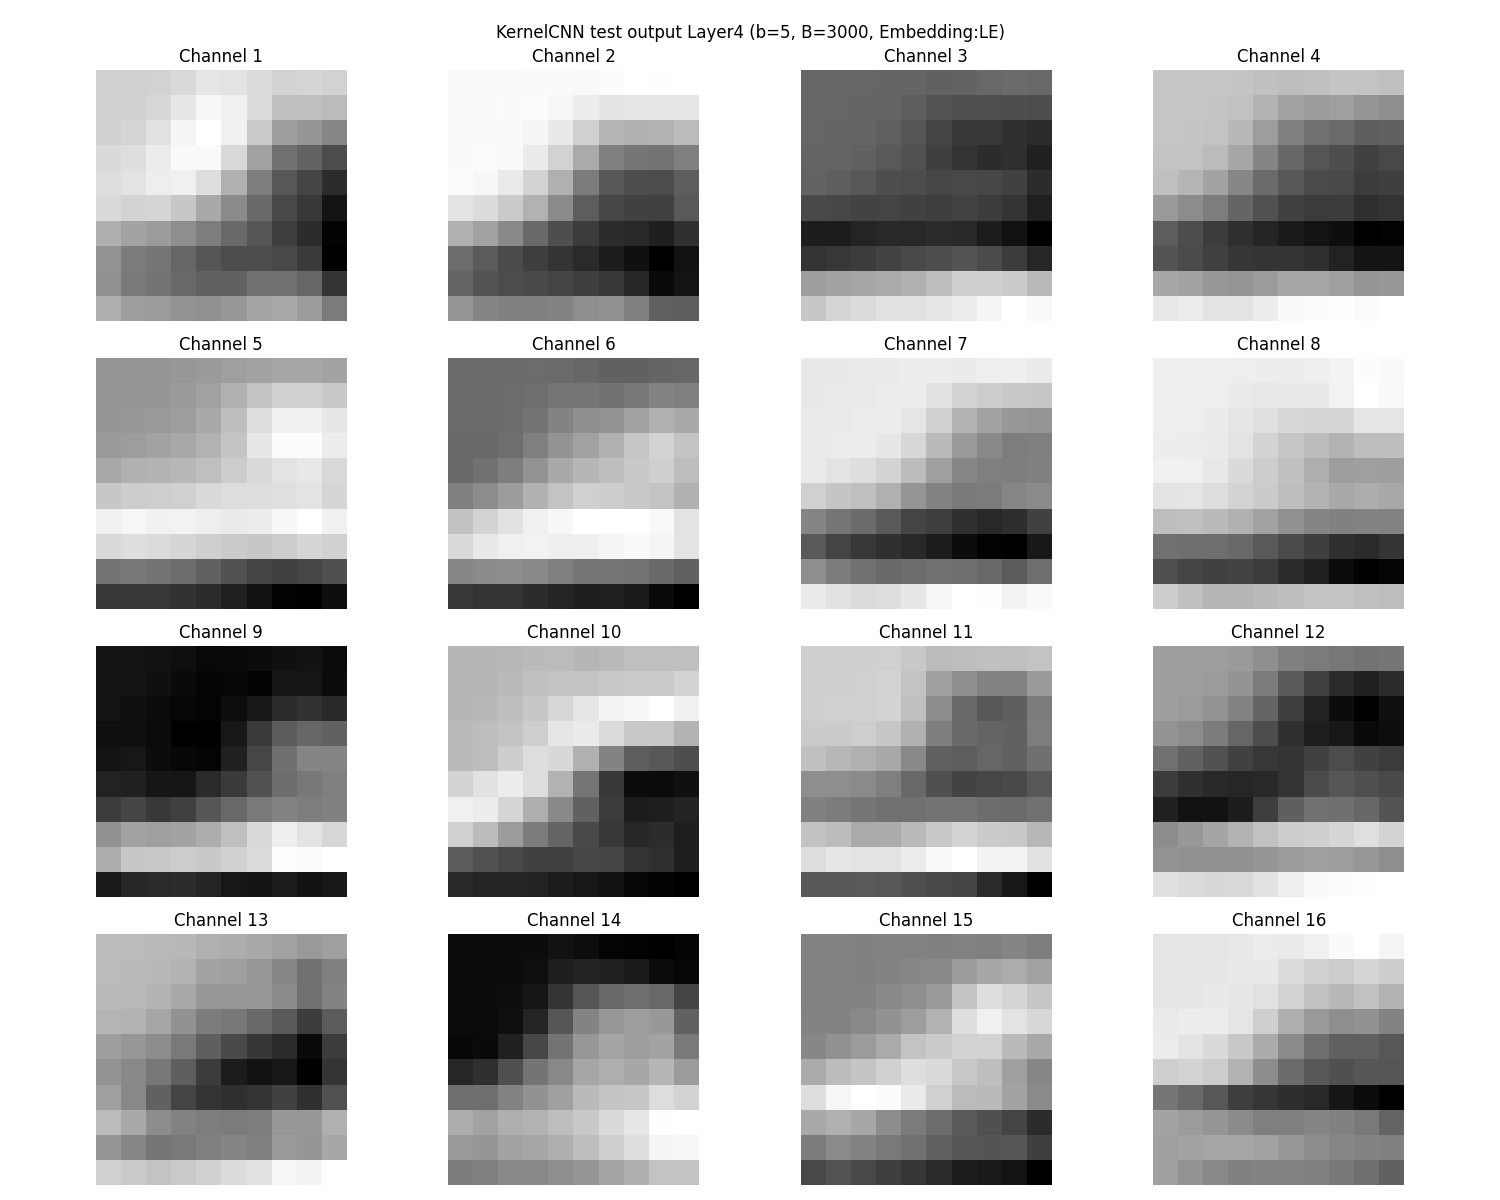 KernelCNN test output Layer4 (b=5, B=3000, Embedding:LE)
Channel 1
Channel 2
Channel 3
Channel 4
Channel 5
Channel 6
Channel 7
Channel 8
Channel 9
Channel 10
Channel 11
Channel 12
Channel 13
Channel 14
Channel 15
Channel 16